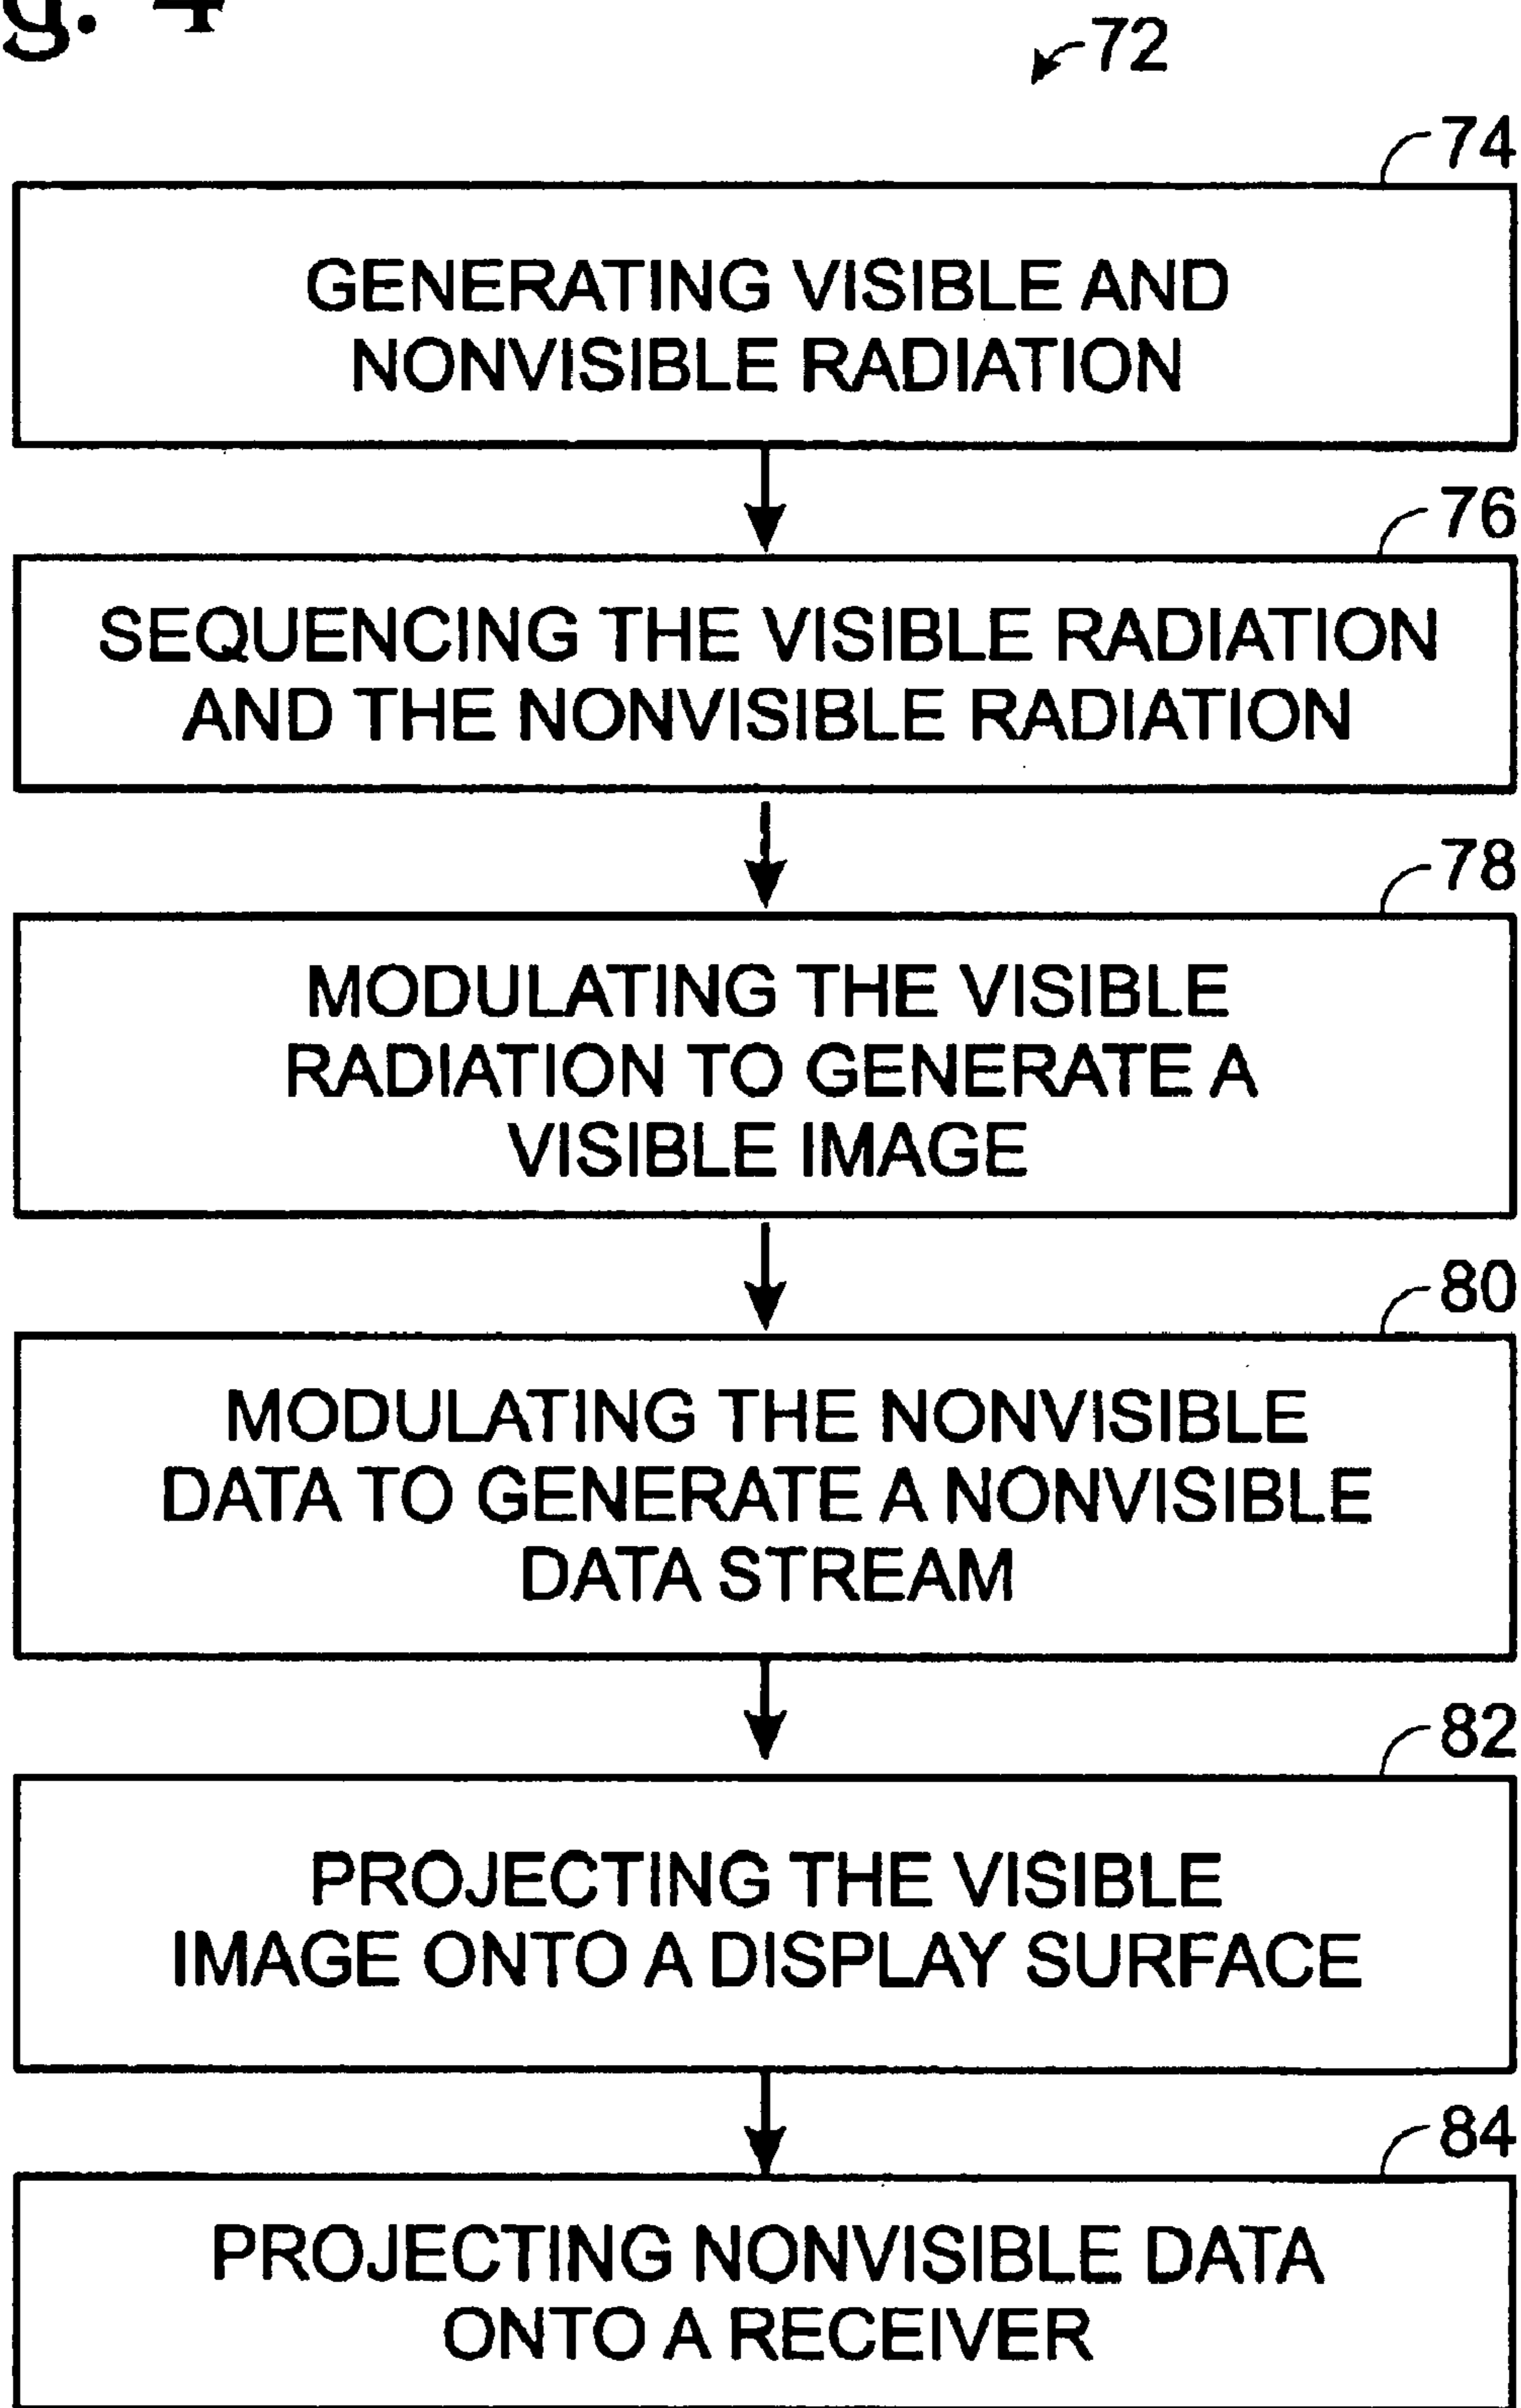 g. 4
72
74
GENERATING VISIBLE AND
NONVISIBLE RADIATION
76
SEQUENCING THE VISIBLE RADIATION
AND THE NONVISIBLE RADIATION
78
MODULATING THE VISIBLE
RADIATION TO GENERATE A
VISIBLE IMAGE
80
MODULATING THE NONVISIBLE
DATA TO GENERATE A NONVISIBLE
DATA STREAM
82
PROJECTING THE VISIBLE
IMAGE ONTO A DISPLAY SURFACE
84
PROJECTING NONVISIBLE DATA
ONTO A RECEIVER